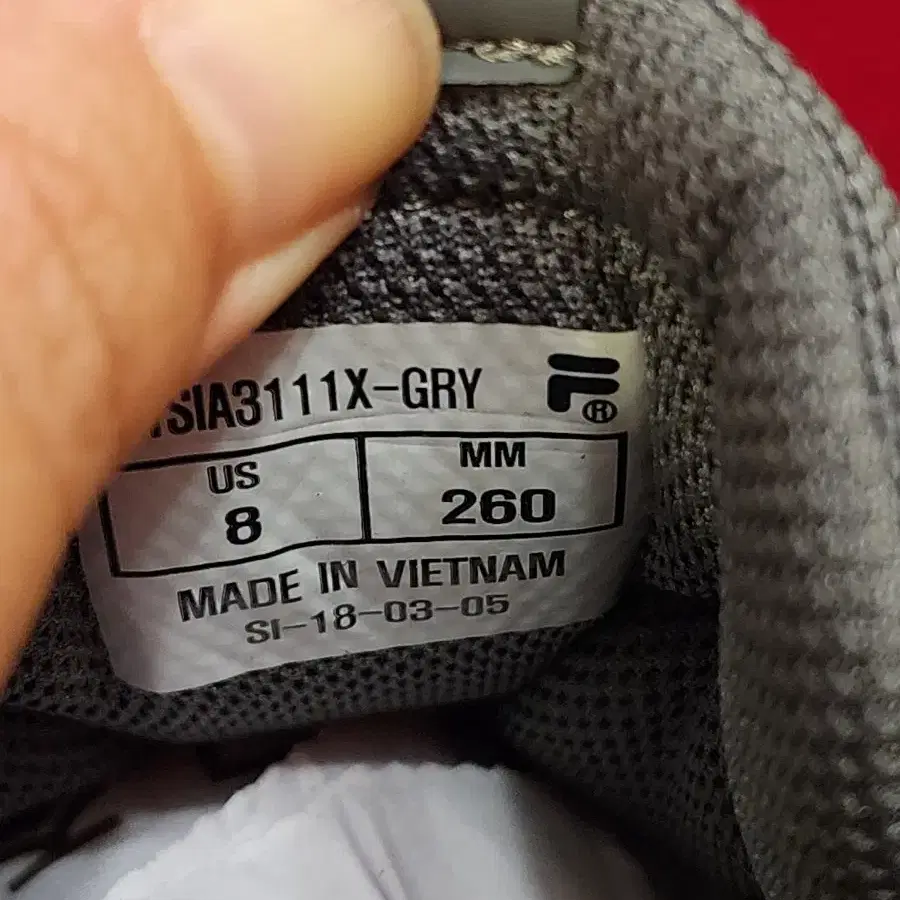 SIA3111X-GRY
US
MM
8
260
MADE IN VIETNAM
SI-18-03-05